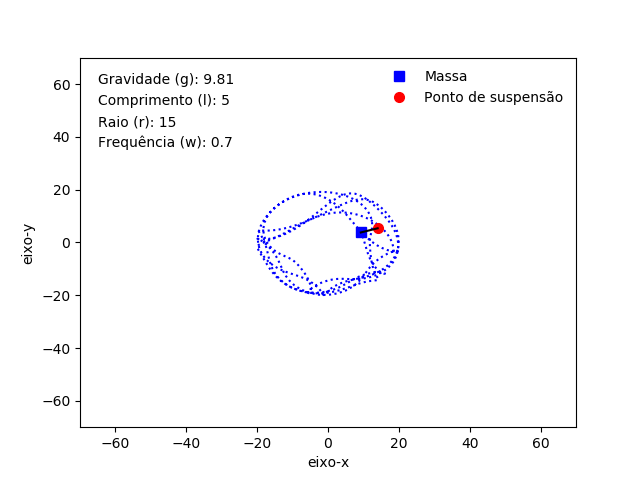 Gravidade (g): 9.81
Comprimento (l): 5
Raio (r): 15
Frequência (w): 0.7
Massa
Ponto de suspensão
60
40
20
0
−20
−40
−60
eixo-y
−60
−40
−20
0
20
40
60
eixo-x